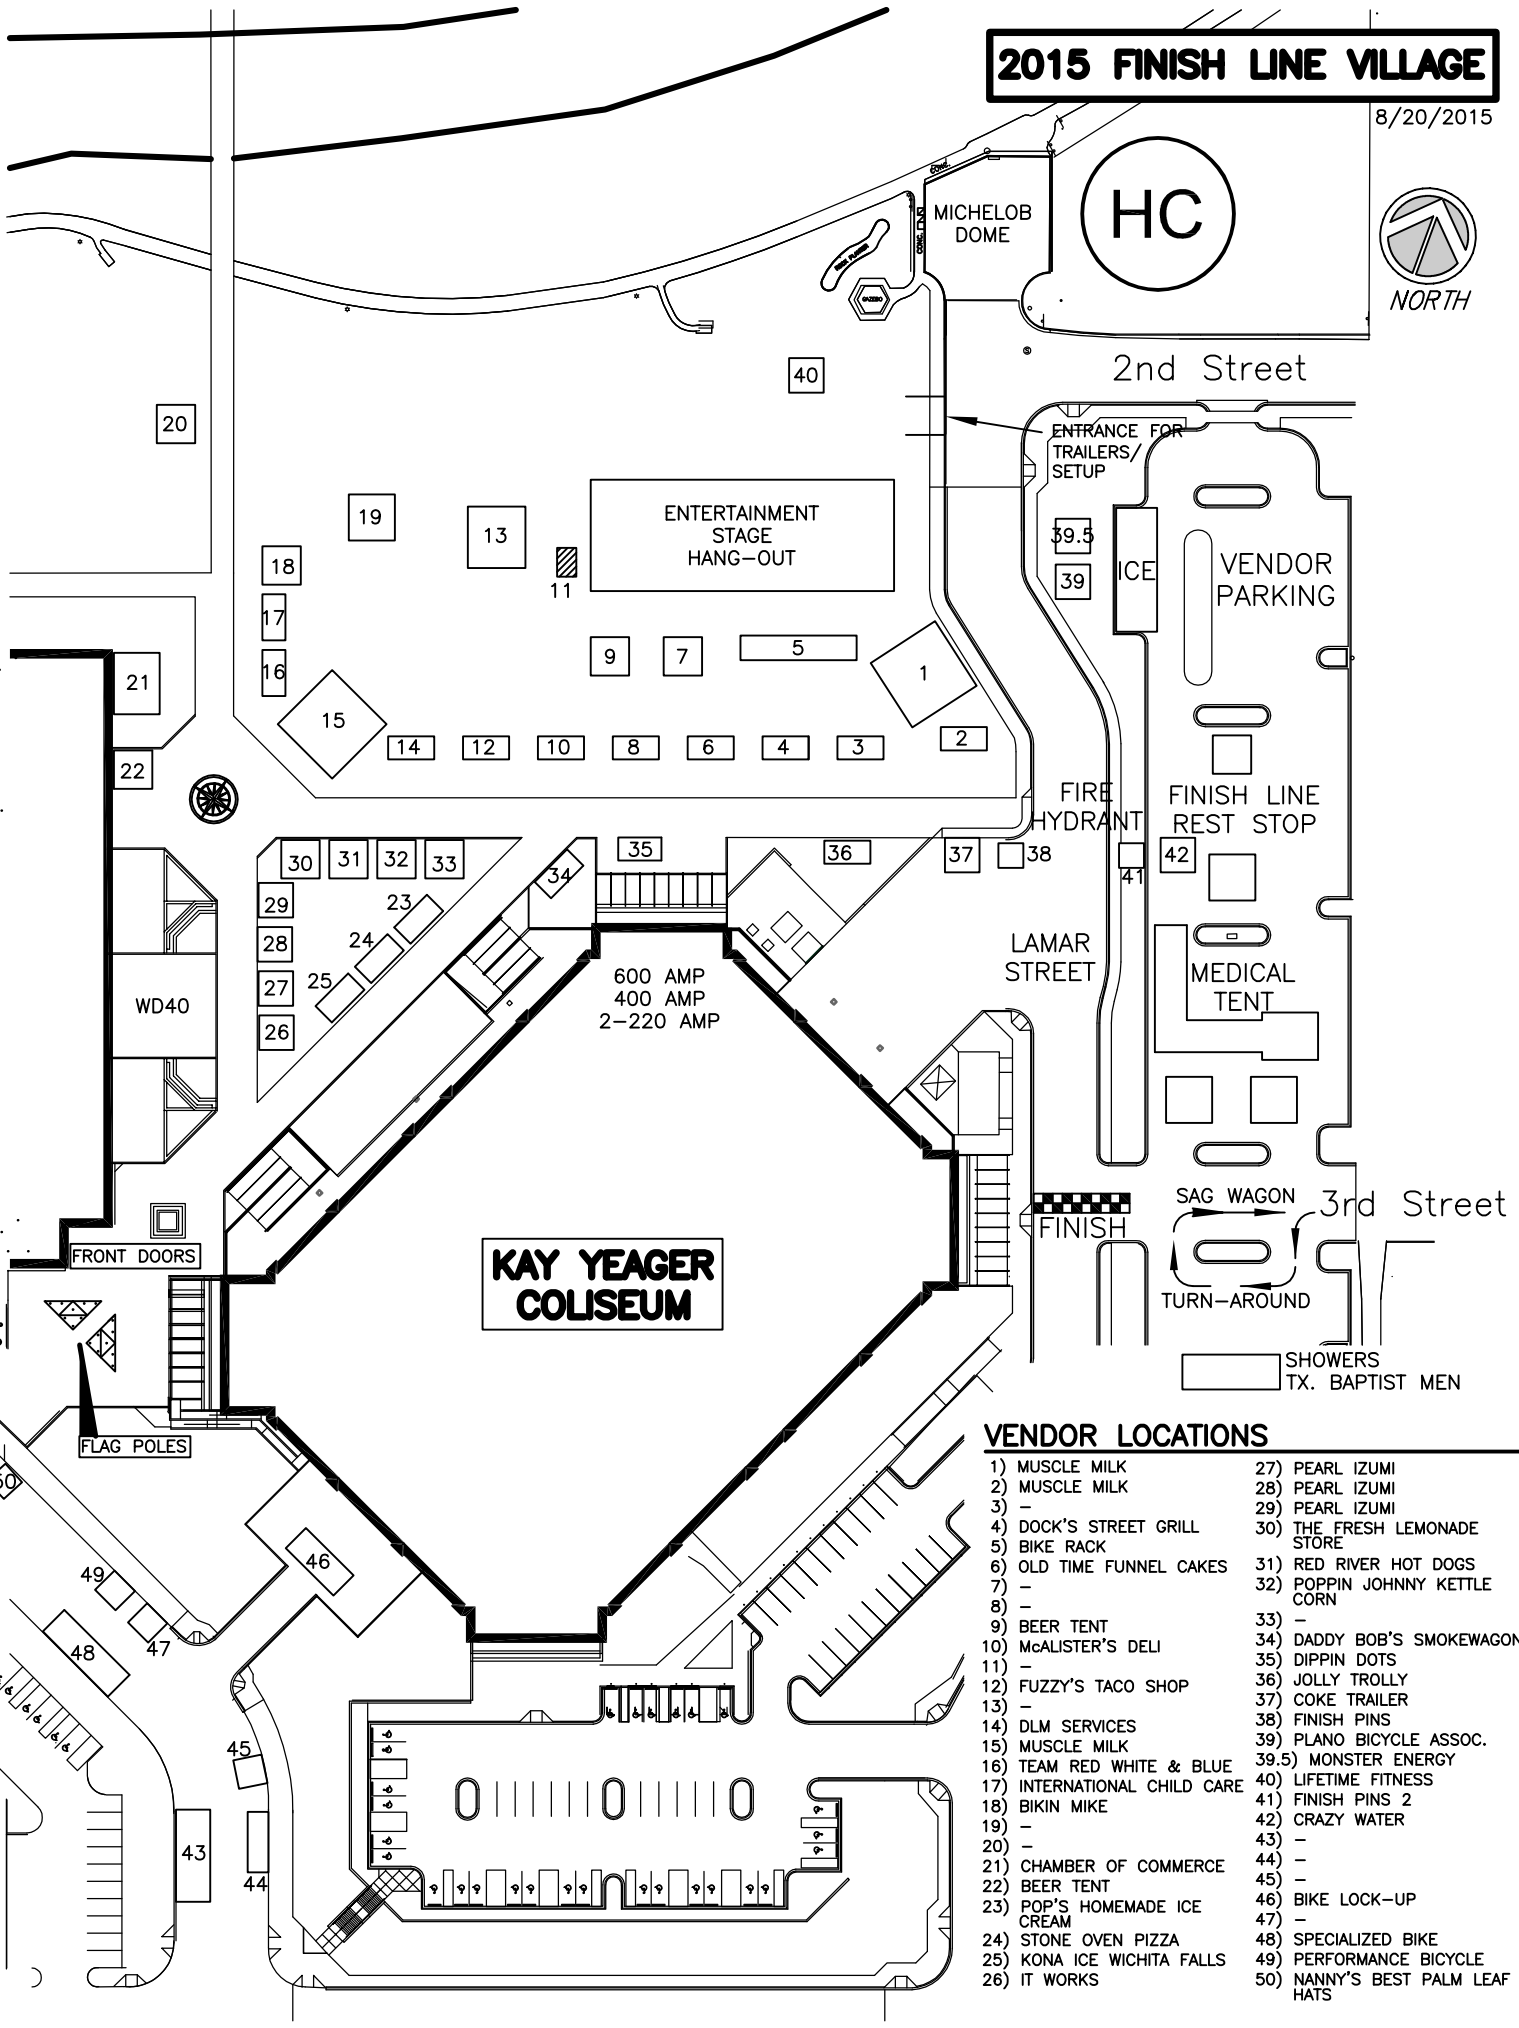 2015 FINISH LINE VILLAGE
8/20/2015
HC
NORTH
MICHELOB
DOME
CONC.
CONC.
GAZEBO
2nd Street
40
20
ENTRANCE FOR
TRAILERS/
SETUP
ENTERTAINMENT
STAGE
HANG-OUT
19
13
11
18
17
16
39.5
39
ICE
VENDOR
PARKING
9
7
5
1
21
15
22
14
12
10
8
6
4
3
2
FIRE
HYDRANT
FINISH LINE
REST STOP
30
31
32
33
34
35
36
37
38
41
42
29
28
27
26
23
24
25
WD40
LAMAR
STREET
MEDICAL
TENT
600 AMP
400 AMP
2-220 AMP
SAG WAGON
3rd Street
FINISH
TURN-AROUND
FRONT DOORS
KAY YEAGER
COLISEUM
SHOWERS
TX. BAPTIST MEN
FLAG POLES
50
49
47
46
48
45
43
44
VENDOR LOCATIONS
1) MUSCLE MILK
2) MUSCLE MILK
3) -
4) DOCK'S STREET GRILL
5) BIKE RACK
6) OLD TIME FUNNEL CAKES
7) -
8) -
9) BEER TENT
10) McALISTER'S DELI
11) -
12) FUZZY'S TACO SHOP
13) -
14) DLM SERVICES
15) MUSCLE MILK
16) TEAM RED WHITE & BLUE
17) INTERNATIONAL CHILD CARE
18) BIKIN MIKE
19) -
20) -
21) CHAMBER OF COMMERCE
22) BEER TENT
23) POP'S HOMEMADE ICE
CREAM
24) STONE OVEN PIZZA
25) KONA ICE WICHITA FALLS
26) IT WORKS
27) PEARL IZUMI
28) PEARL IZUMI
29) PEARL IZUMI
30) THE FRESH LEMONADE
STORE
31) RED RIVER HOT DOGS
32) POPPIN JOHNNY KETTLE
CORN
33) -
34) DADDY BOB'S SMOKEWAGON
35) DIPPIN DOTS
36) JOLLY TROLLY
37) COKE TRAILER
38) FINISH PINS
39) PLANO BICYCLE ASSOC.
39.5) MONSTER ENERGY
40) LIFETIME FITNESS
41) FINISH PINS 2
42) CRAZY WATER
43) -
44) -
45) -
46) BIKE LOCK-UP
47) -
48) SPECIALIZED BIKE
49) PERFORMANCE BICYCLE
50) NANNY'S BEST PALM LEAF
HATS